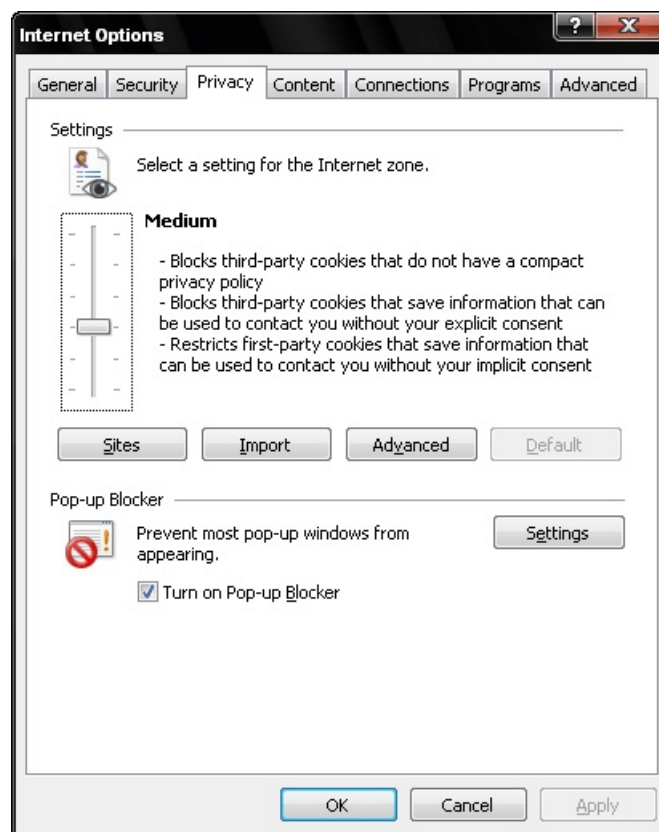 Internet Options
?
X
General Security Privacy Content Connections Programs Advanced
Settings
Select a setting for the Internet zone.
Medium
- Blocks third-party cookies that do not have a compact
privacy policy
- Blocks third-party cookies that save information that can
be used to contact you without your explicit consent
- Restricts first-party cookies that save information that
can be used to contact you without your implicit consent
Sites Import Advanced Default
Pop-up Blocker
Prevent most pop-up windows from
appearing.
Settings
Turn on Pop-up Blocker
OK Cancel Apply